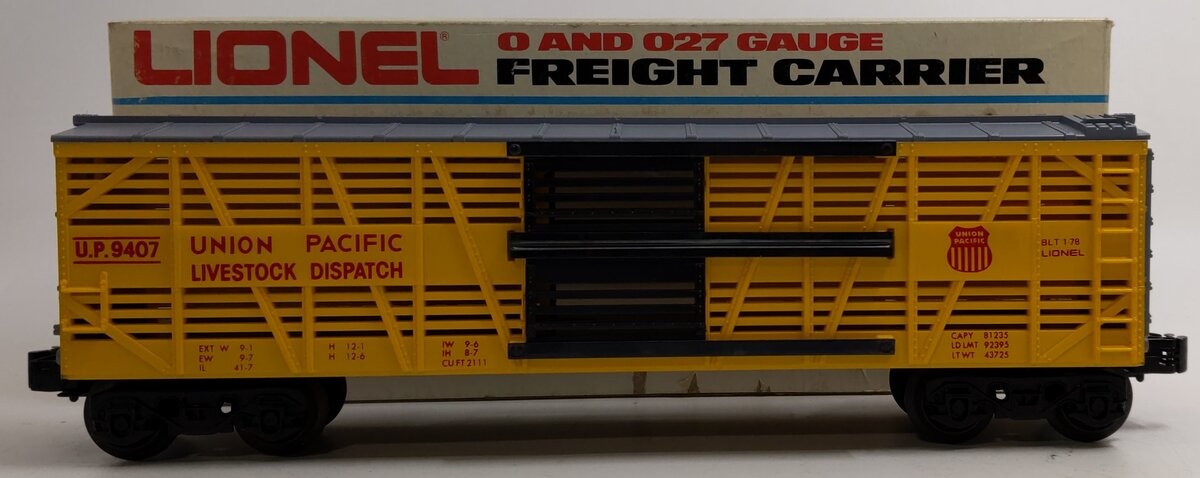 LIONEL®
O AND O27 GAUGE
FREIGHT CARRIER
U.P. 9407
UNION PACIFIC
LIVESTOCK DISPATCH
UNION
PACIFIC
BLT 1-78
LIONEL
EXT W 9-1
EW 9-7
IL 41-7
H 12-1
H 12-6
IW 9-6
IH 8-7
CU FT 2111
CAPY 81235
LD LMT 92395
LT WT 43725